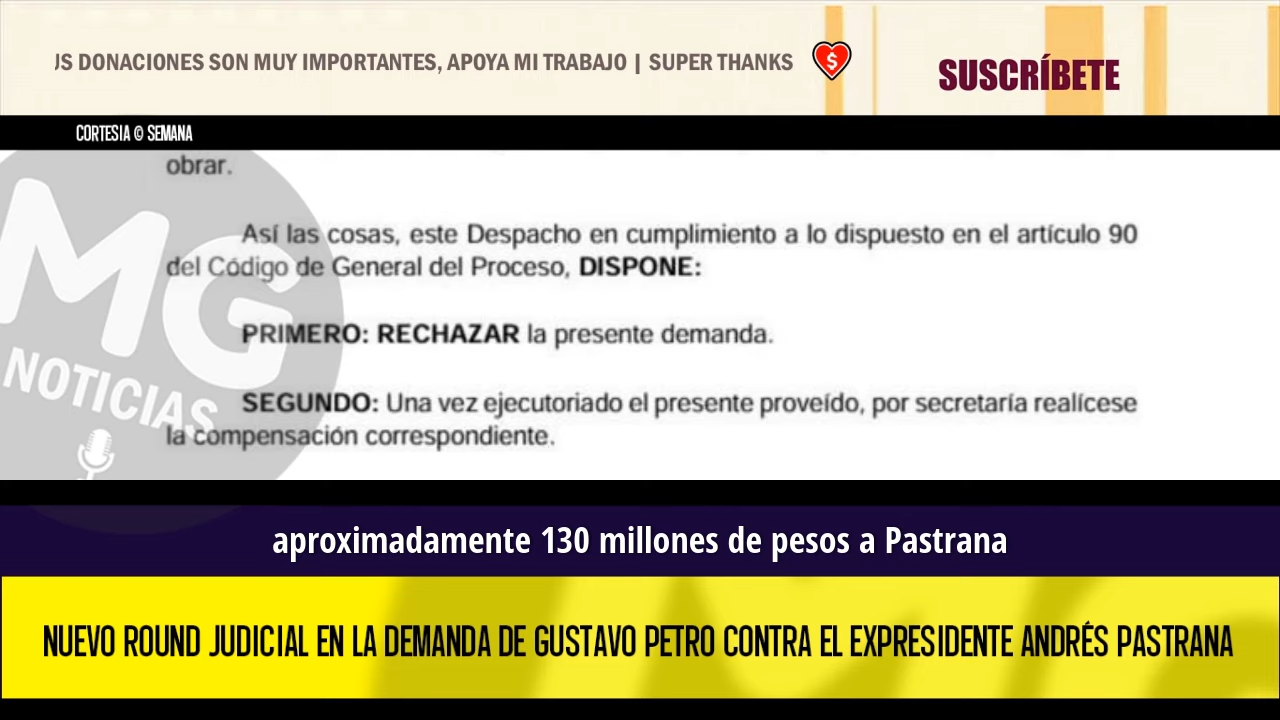 US DONACIONES SON MUY IMPORTANTES, APOYA MI TRABAJO | SUPER THANKS
SUSCRÍBETE
CORTESIA © SEMANA
obrar.
Así las cosas, este Despacho en cumplimiento a lo dispuesto en el artículo 90
del Código de General del Proceso, DISPONE:
PRIMERO: RECHAZAR la presente demanda.
SEGUNDO: Una vez ejecutoriado el presente proveído, por secretaría realícese
la compensación correspondiente.
MG
NOTICIAS
aproximadamente 130 millones de pesos a Pastrana
NUEVO ROUND JUDICIAL EN LA DEMANDA DE GUSTAVO PETRO CONTRA EL EXPRESIDENTE ANDRÉS PASTRANA